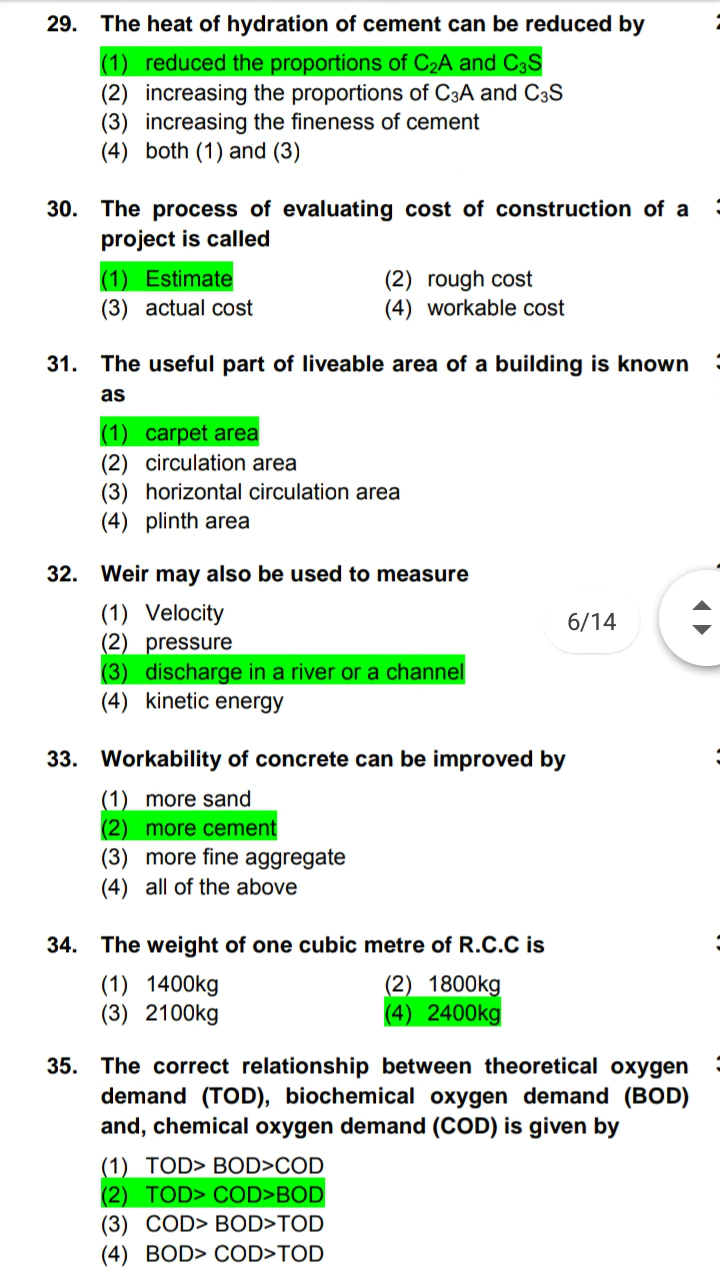 29. The heat of hydration of cement can be reduced by
(1) reduced the proportions of C₂A and C₃S
(2) increasing the proportions of C₃A and C₃S
(3) increasing the fineness of cement
(4) both (1) and (3)
30. The process of evaluating cost of construction of a
project is called
(1) Estimate (2) rough cost
(3) actual cost (4) workable cost
31. The useful part of liveable area of a building is known
as
(1) carpet area
(2) circulation area
(3) horizontal circulation area
(4) plinth area
32. Weir may also be used to measure
(1) Velocity
6/14
(2) pressure
(3) discharge in a river or a channel
(4) kinetic energy
33. Workability of concrete can be improved by
(1) more sand
(2) more cement
(3) more fine aggregate
(4) all of the above
34. The weight of one cubic metre of R.C.C is
(1) 1400kg (2) 1800kg
(3) 2100kg (4) 2400kg
35. The correct relationship between theoretical oxygen
demand (TOD), biochemical oxygen demand (BOD)
and, chemical oxygen demand (COD) is given by
(1) TOD> BOD>COD
(2) TOD> COD>BOD
(3) COD> BOD>TOD
(4) BOD> COD>TOD